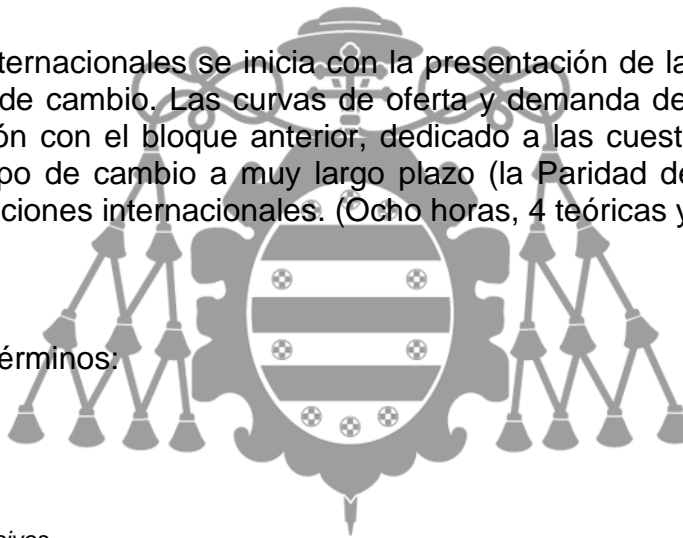 ternacionales se inicia con la presentación de la
de cambio. Las curvas de oferta y demanda de
ón con el bloque anterior, dedicado a las cuest
po de cambio a muy largo plazo (la Paridad de
ciones internacionales. (Ocho horas, 4 teóricas y
érminos: